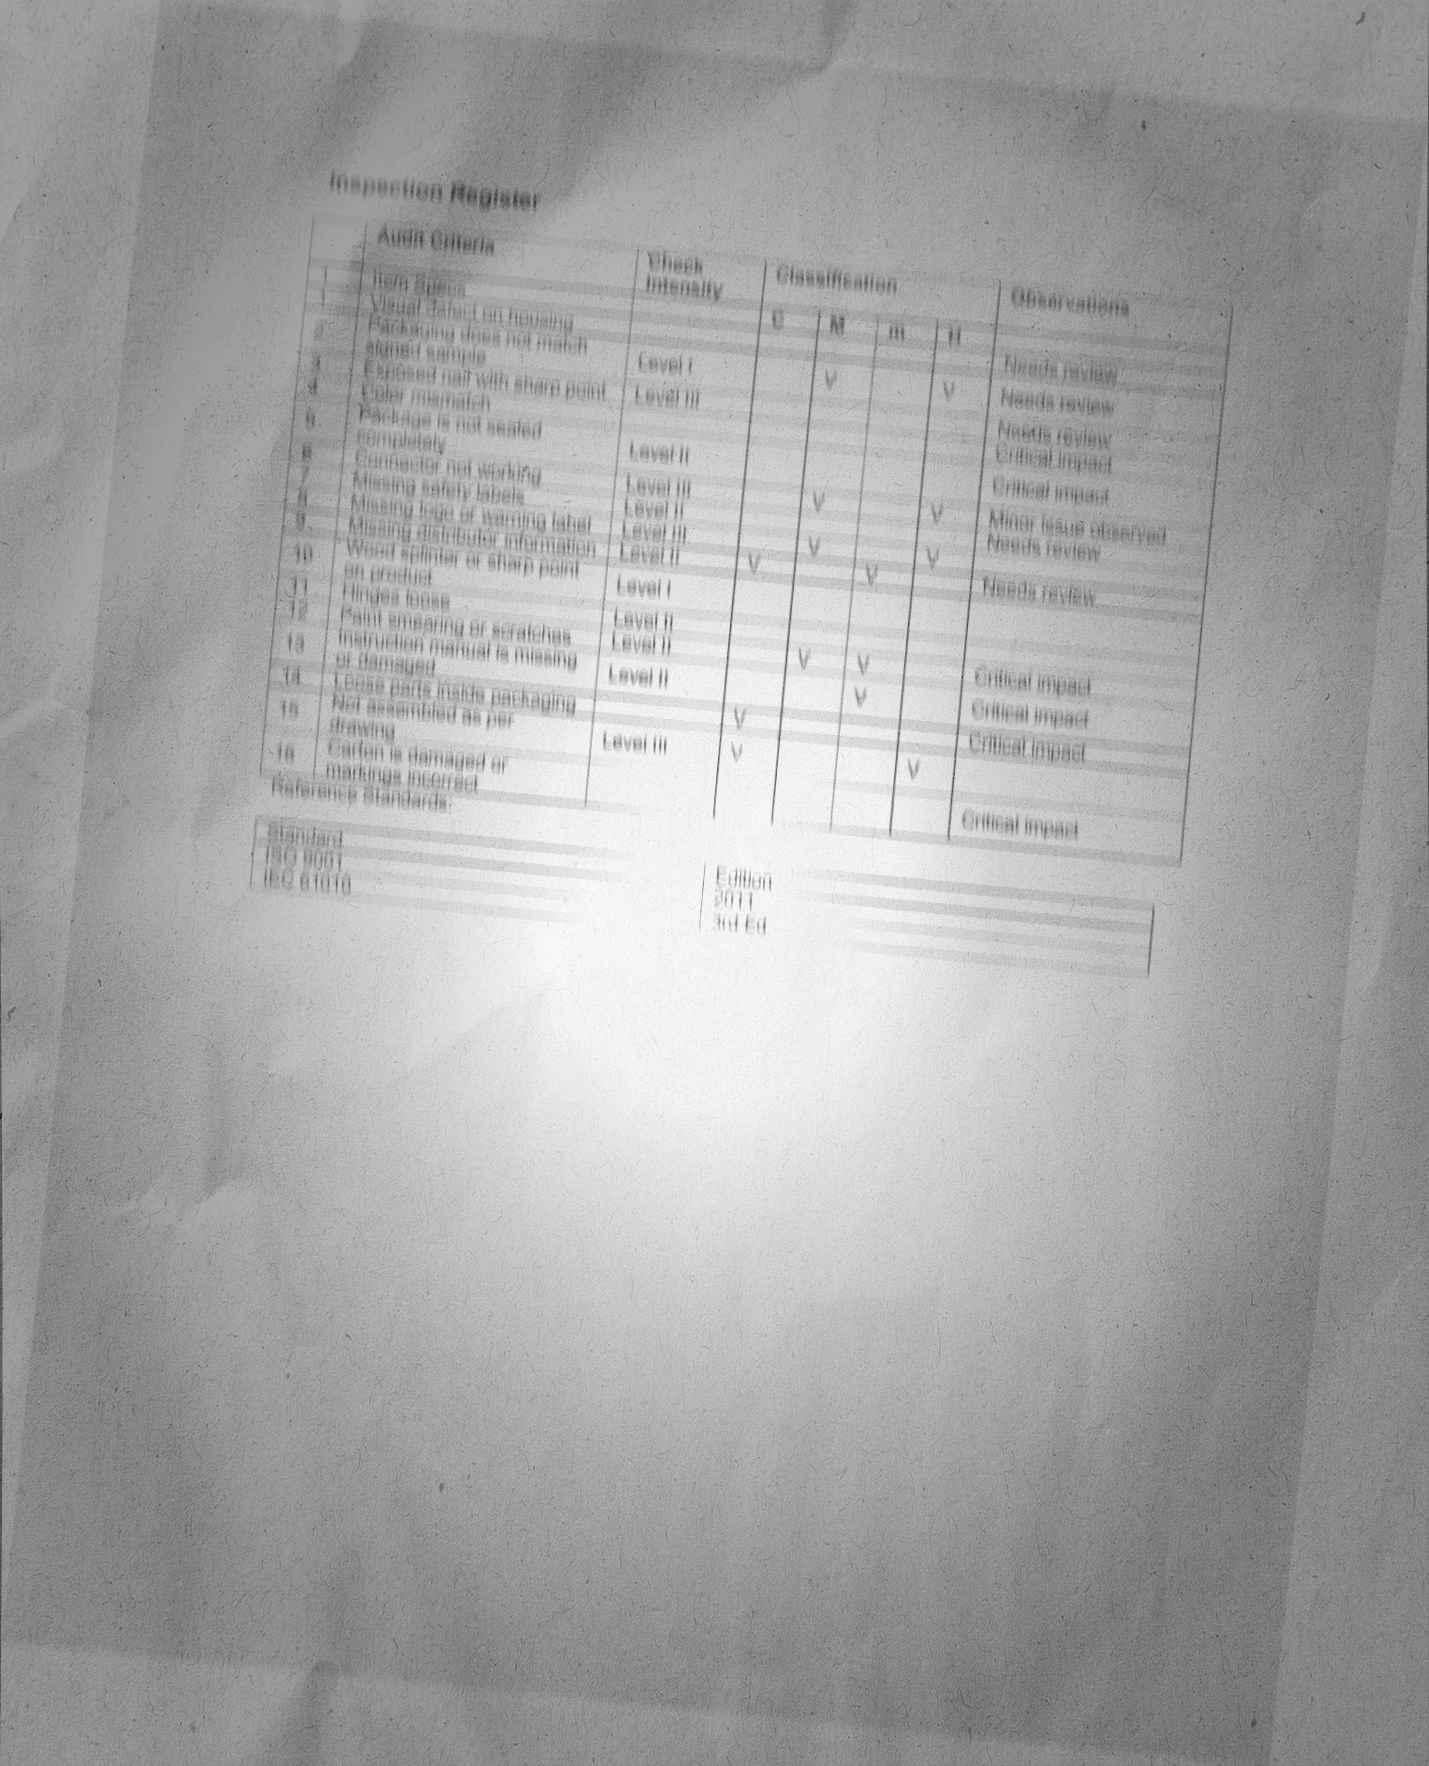 Inspection Register
Audit Criteria Check Intensity Classification Observations
C M m H
I Item Specs
1 Visual defect on housing Needs review
2 Packaging does not match signed sample Level I V V Needs review
3 Exposed nail with sharp point Level III Needs review
4 Color mismatch Critical impact
5 Package is not sealed completely Level II Critical impact
6 Connector not working Level III V V Minor issue observed
7 Missing safety labels Level II Needs review
8 Missing logo or warning label Level III V V
9 Missing distributor information Level II V V Needs review
10 Wood splinter or sharp point on product Level I
11 Hinges loose Level II
12 Paint smearing or scratches Level II V V Critical impact
13 Instruction manual is missing or damaged Level II V Critical impact
14 Loose parts inside packaging V Critical impact
15 Not assembled as per drawing Level III V V
16 Carton is damaged or markings incorrect Critical impact
Reference Standards:
Standard Edition
ISO 9001 2011
IEC 61010 3rd Ed